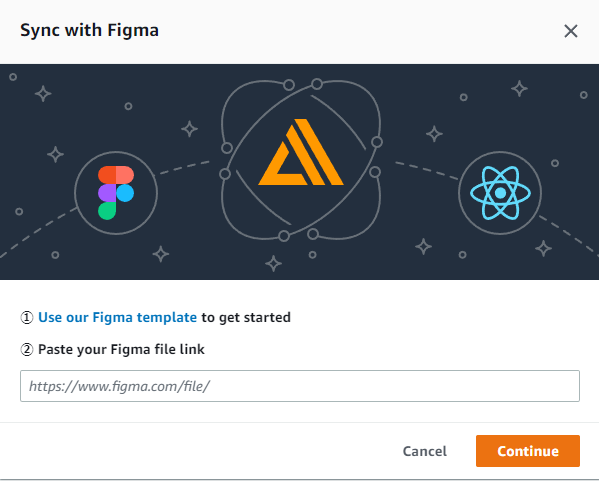 Sync with Figma
① Use our Figma template to get started
② Paste your Figma file link
https://www.figma.com/file/
Cancel
Continue